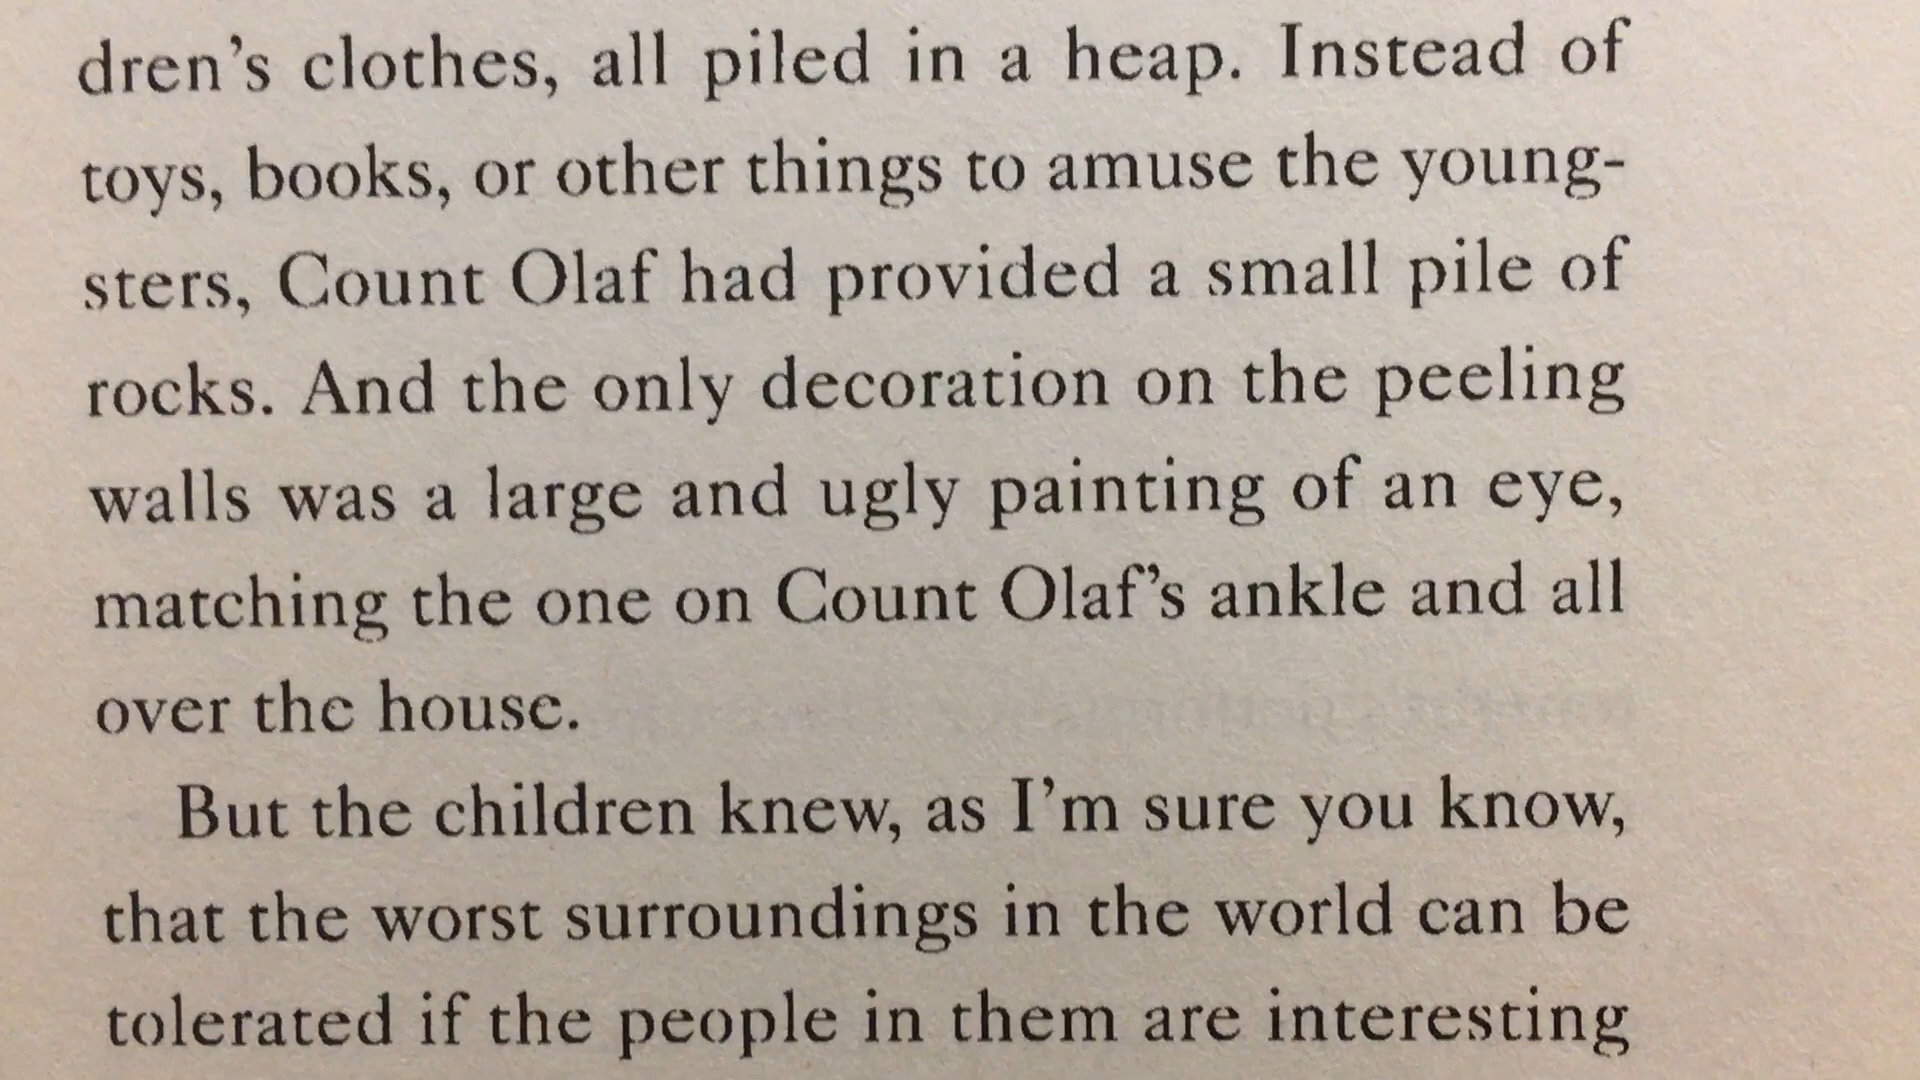 dren’s clothes, all piled in a heap. Instead of
toys, books, or other things to amuse the young-
sters, Count Olaf had provided a small pile of
rocks. And the only decoration on the peeling
walls was a large and ugly painting of an eye,
matching the one on Count Olaf’s ankle and all
over the house.
But the children knew, as I’m sure you know,
that the worst surroundings in the world can be
tolerated if the people in them are interesting